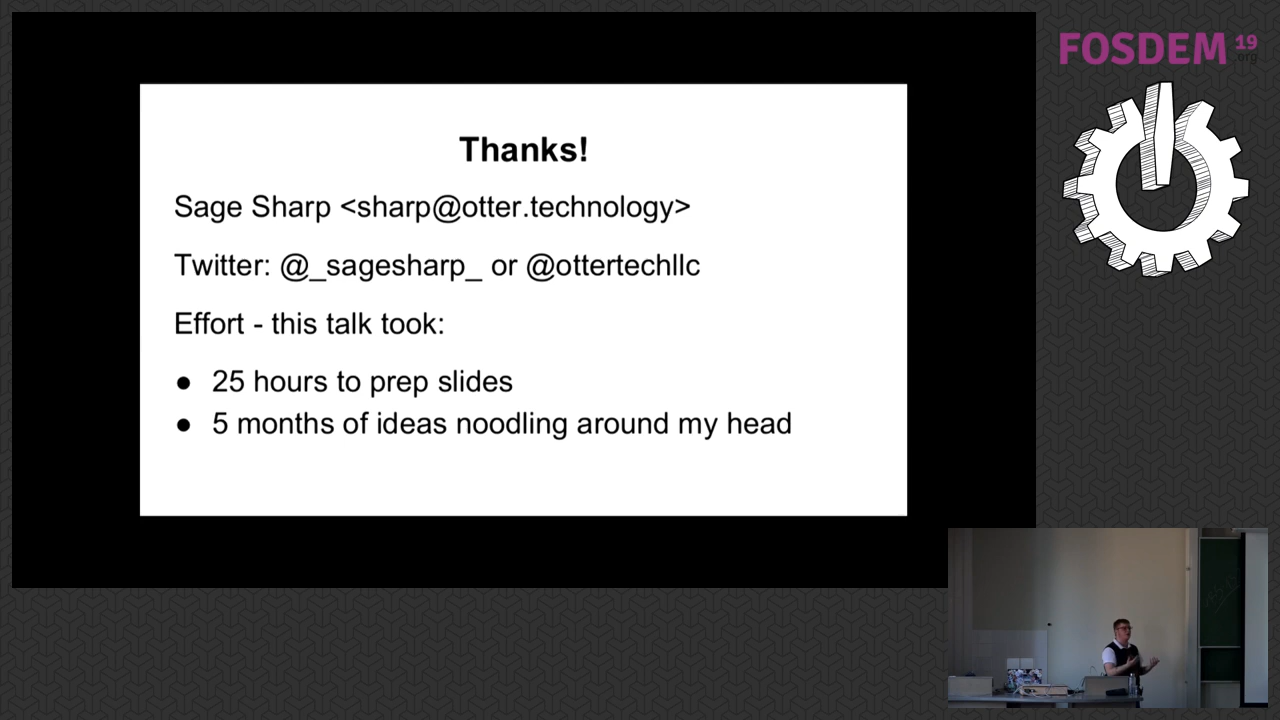 FOSDEM 19
.org
Thanks!
Sage Sharp <sharp@otter.technology>
Twitter: @_sagesharp_ or @ottertechllc
Effort - this talk took:
● 25 hours to prep slides
● 5 months of ideas noodling around my head